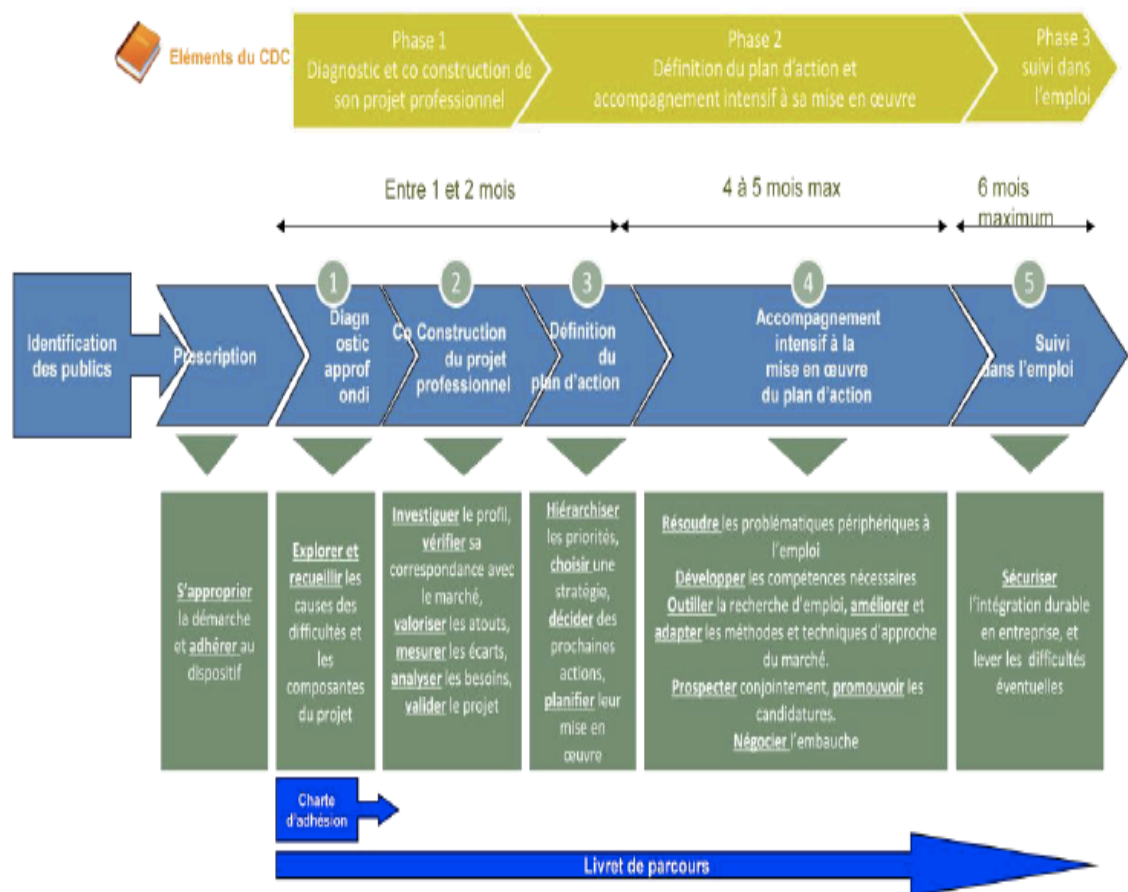 Eléments du CDC
Phase 1
Diagnostic et co construction de
son projet professionnel
Phase 2
Définition du plan d'action et
accompagnement intensif à sa mise en œuvre
Phase 3
suivi dans
l'emploi
Entre 1 et 2 mois
4 à 5 mois max
6 mois
maximum
Identification
des publics
Prescription
1
Diagn
ostic
approf
ondi
2
Co Construction
du projet
professionnel
3
Définition
du
plan d'action
4
Accompagnement
intensif à la
mise en œuvre
du plan d'action
5
Suivi
dans l'emploi
S'approprier
la démarche
et adhérer au
dispositif
Explorer et
recueillir les
causes des
difficultés et
les
composantes
du projet
Investiguer le profil,
vérifier sa
correspondance avec
le marché,
valoriser les atouts,
mesurer les écarts,
analyser les besoins,
valider le projet
Hiérarchiser
les priorités,
choisir une
stratégie,
décider des
prochaines
actions,
planifier leur
mise en
œuvre
Résoudre les problématiques périphériques à
l'emploi
Développer les compétences nécessaires
Outiller la recherche d'emploi, améliorer et
adapter les méthodes et techniques d'approche
du marché.
Prospecter conjointement, promouvoir les
candidatures.
Négocier l'embauche
Sécuriser
l'intégration durable
en entreprise, et
lever les difficultés
éventuelles
Charte
d'adhésion
Livret de parcours